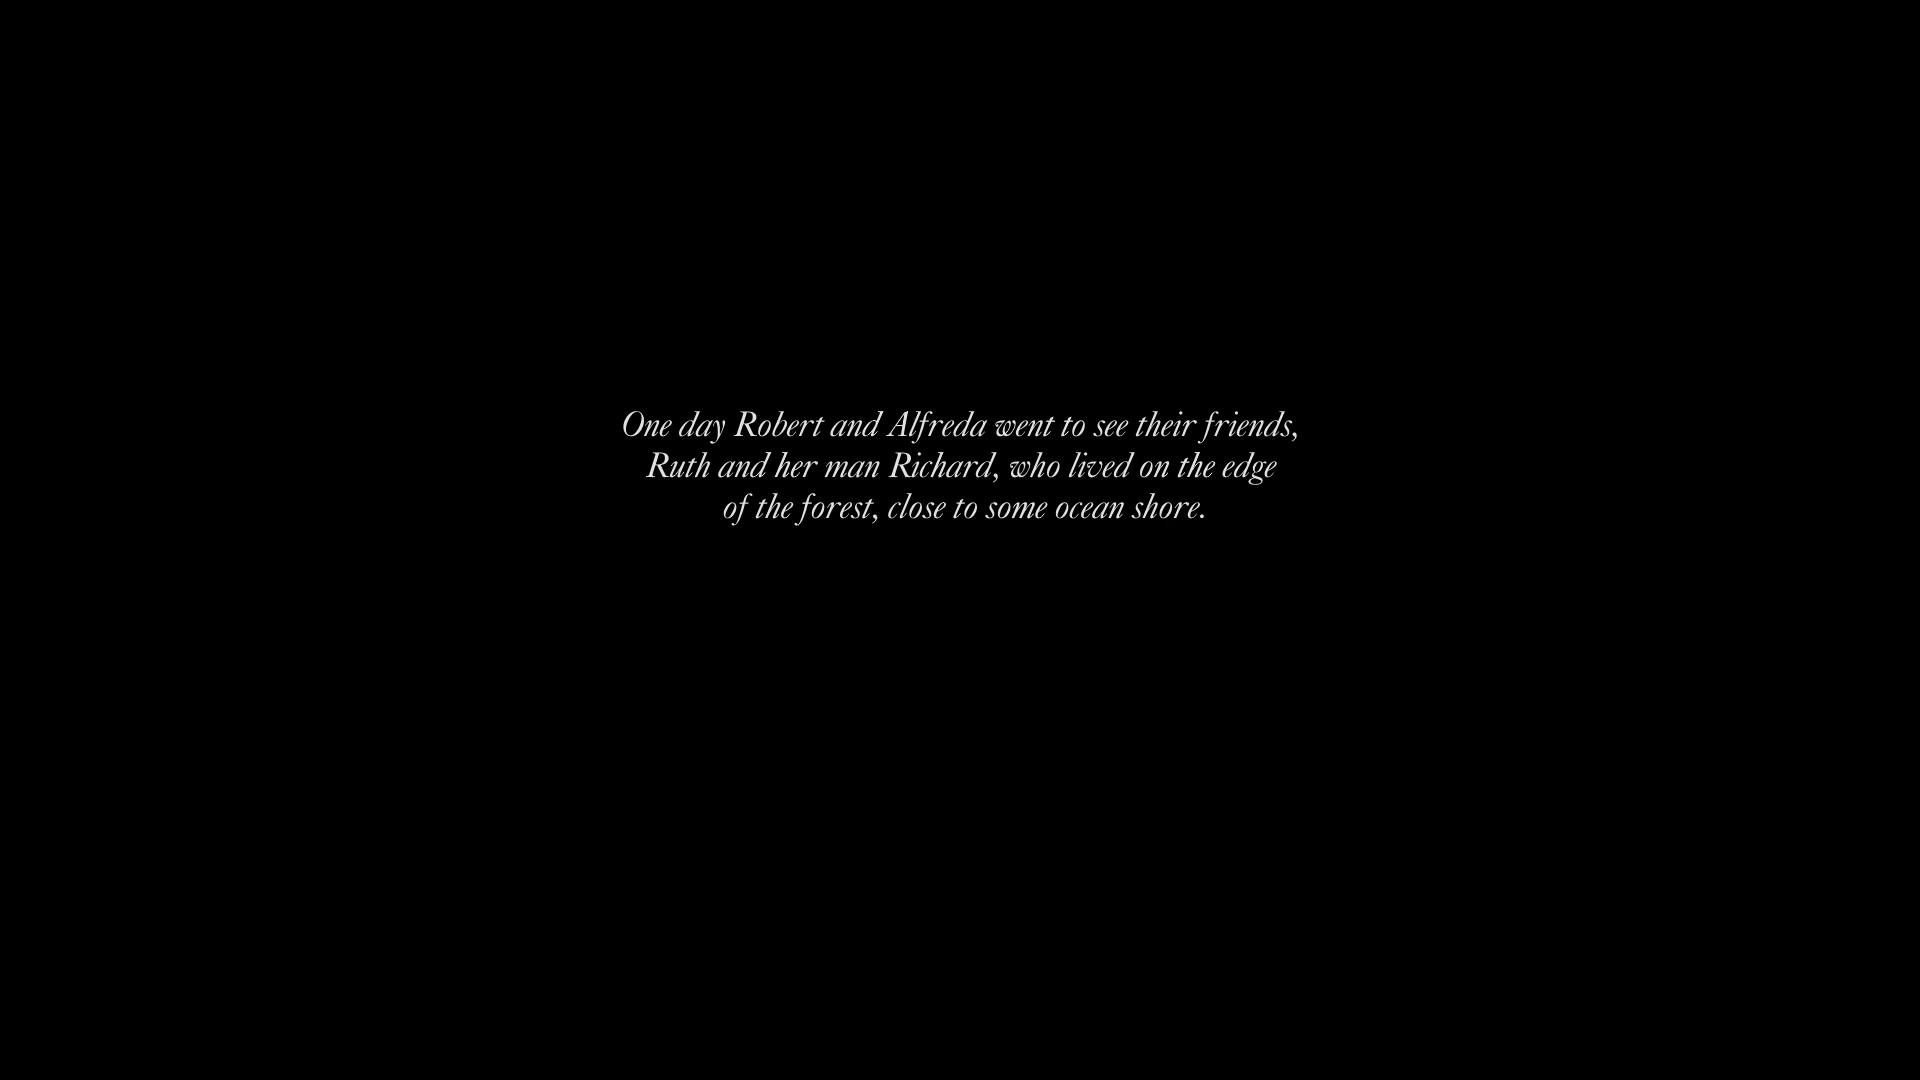 One day Robert and Alfreda went to see their friends,
Ruth and her man Richard, who lived on the edge
of the forest, close to some ocean shore.